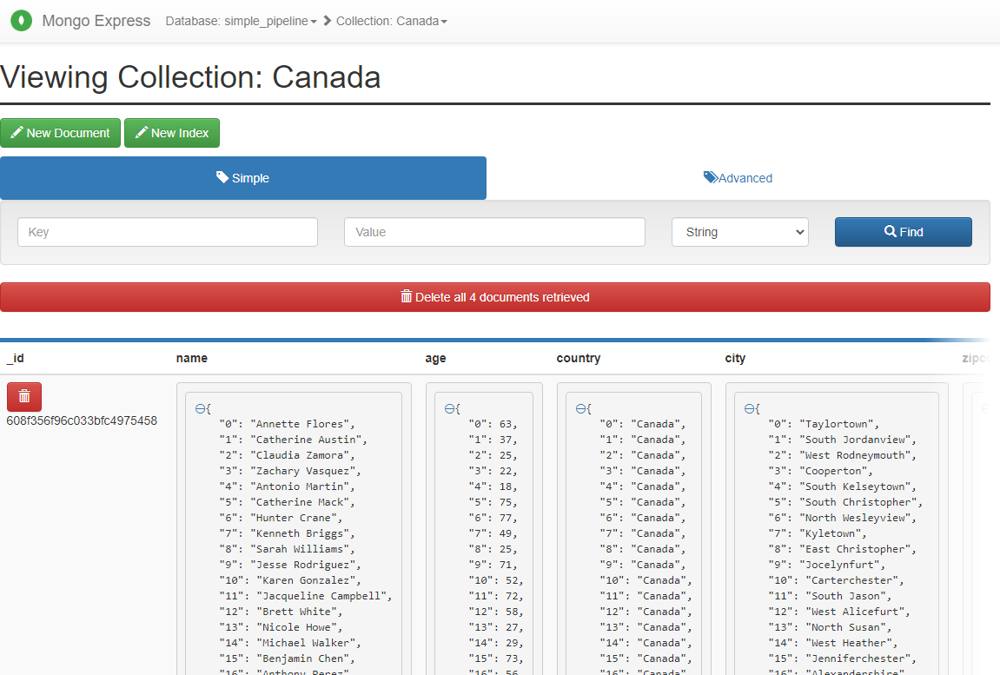 Mongo Express Database: simple_pipeline Collection: Canada
Viewing Collection: Canada
New Document New Index
Simple Advanced
Key Value String Find
Delete all 4 documents retrieved
_id name age country city
{ { { {
608f356f96c033bfc4975458 "0": "Annette Flores", "0": 63, "0": "Canada", "0": "Taylortown",
"1": "Catherine Austin", "1": 37, "1": "Canada", "1": "South Jordanview",
"2": "Claudia Zamora", "2": 25, "2": "Canada", "2": "West Rodneymouth",
"3": "Zachary Vasquez", "3": 22, "3": "Canada", "3": "Cooperton",
"4": "Antonio Martin", "4": 18, "4": "Canada", "4": "South Kelseytown",
"5": "Catherine Mack", "5": 75, "5": "Canada", "5": "South Christopher",
"6": "Hunter Crane", "6": 77, "6": "Canada", "6": "North Wesleyview",
"7": "Kenneth Briggs", "7": 49, "7": "Canada", "7": "Kyletown",
"8": "Sarah Williams", "8": 25, "8": "Canada", "8": "East Christopher",
"9": "Jesse Rodriguez", "9": 71, "9": "Canada", "9": "Jocelynfurt",
"10": "Karen Gonzalez", "10": 52, "10": "Canada", "10": "Carterchester",
"11": "Jacqueline Campbell", "11": 72, "11": "Canada", "11": "South Jason",
"12": "Brett White", "12": 58, "12": "Canada", "12": "West Alicefurt",
"13": "Nicole Howe", "13": 27, "13": "Canada", "13": "North Susan",
"14": "Michael Walker", "14": 29, "14": "Canada", "14": "West Heather",
"15": "Benjamin Chen", "15": 73, "15": "Canada", "15": "Jenniferchester",
"16": "Anthony Perez", "16": 56, "16": "Canada", "16": "Alexandershire",